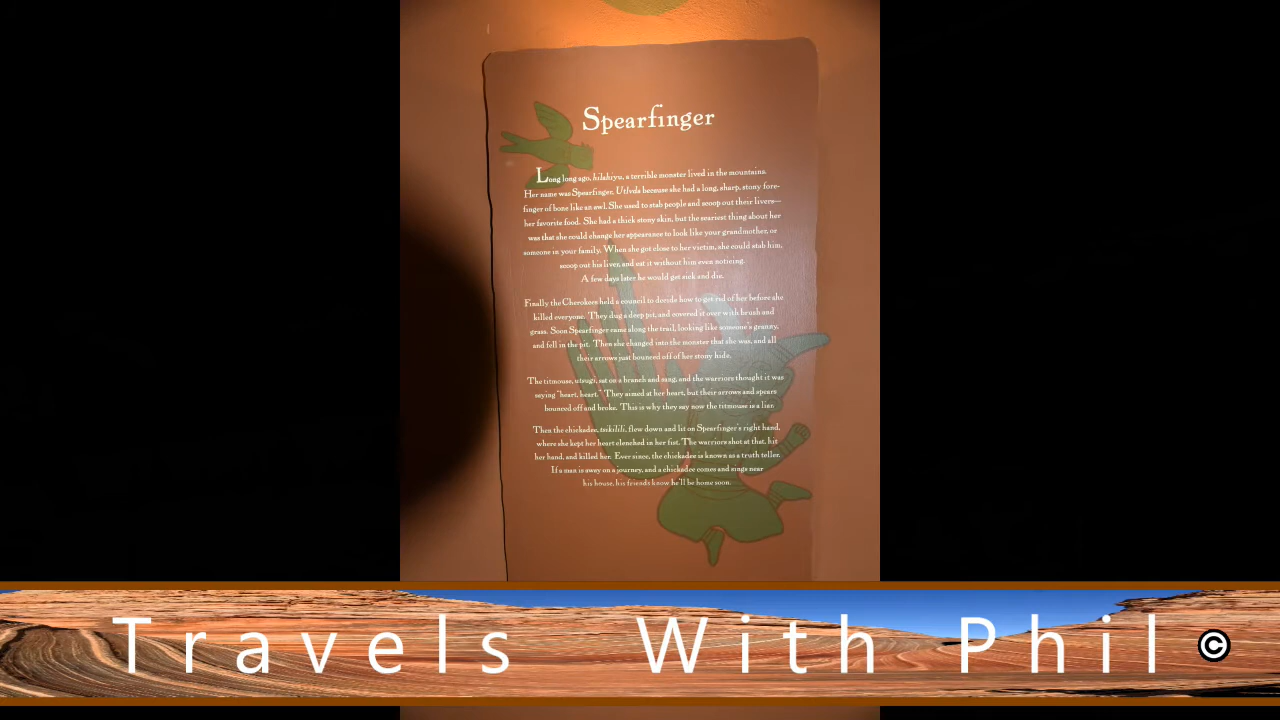 Spearfinger
Long long ago, hilahiyu, a terrible monster lived in the mountains.
Her name was Spearfinger, Utlvda because she had a long, sharp, stony fore-
finger of bone like an awl. She used to stab people and scoop out their livers—
her favorite food. She had a thick stony skin, but the scariest thing about her
was that she could change her appearance to look like your grandmother, or
someone in your family. When she got close to her victim, she could stab him,
scoop out his liver, and eat it without him even noticing.
A few days later he would get sick and die.
Finally the Cherokees held a council to decide how to get rid of her before she
killed everyone. They dug a deep pit, and covered it over with brush and
grass. Soon Spearfinger came along the trail, looking like someone's granny,
and fell in the pit. Then she changed into the monster that she was, and all
their arrows just bounced off of her stony hide.
The titmouse, utsugi, sat on a branch and sang, and the warriors thought it was
saying "heart, heart." They aimed at her heart, but their arrows and spears
bounced off and broke. This is why they say now the titmouse is a liar.
Then the chickadee, tsikilili, flew down and lit on Spearfinger's right hand,
where she kept her heart clenched in her fist. The warriors shot at that, hit
her hand, and killed her. Ever since, the chickadee is known as a truth teller.
If a man is away on a journey, and a chickadee comes and sings near
his house, his friends know he'll be home soon.
Travels With Phil ©